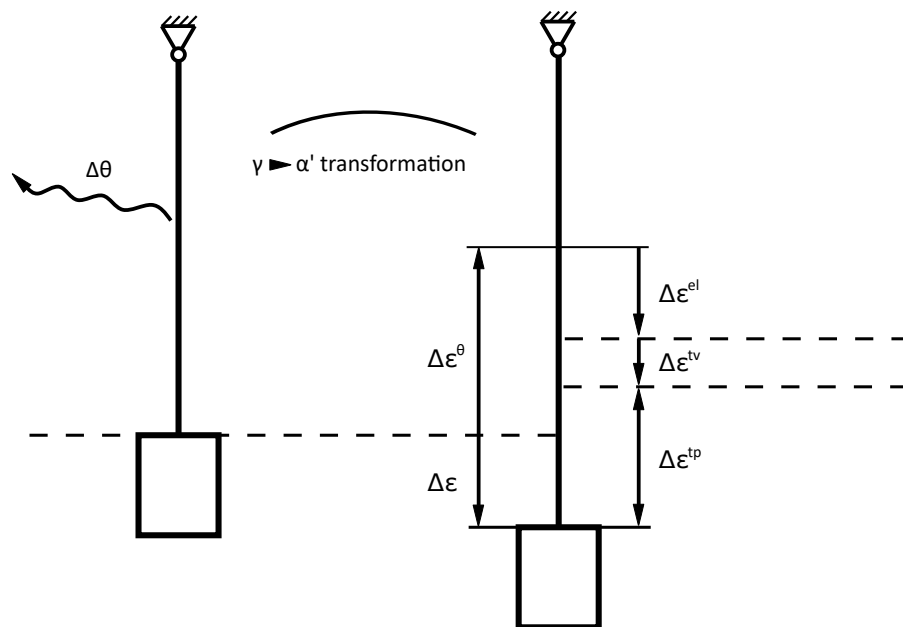 Δθ
γ ► α' transformation
Δε^el
Δε^θ
Δε^tv
Δε^tp
Δε